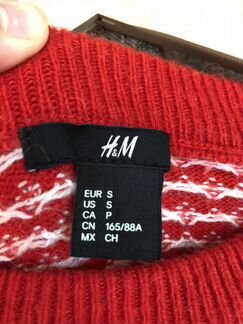 H&M
EUR S
US S
CA P
CN 165/88A
MX CH